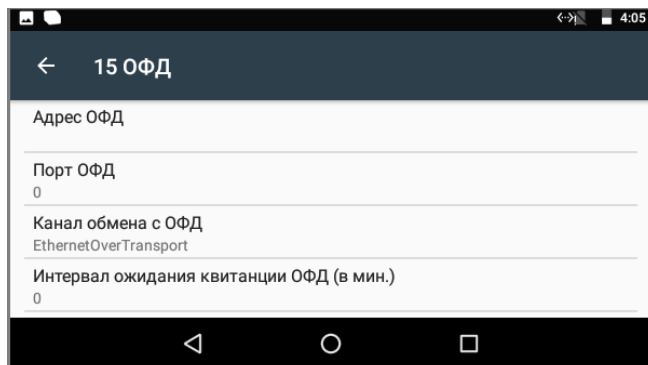 4:05
15 ОФД
Адрес ОФД
Порт ОФД
0
Канал обмена с ОФД
EthernetOverTransport
Интервал ожидания квитанции ОФД (в мин.)
0